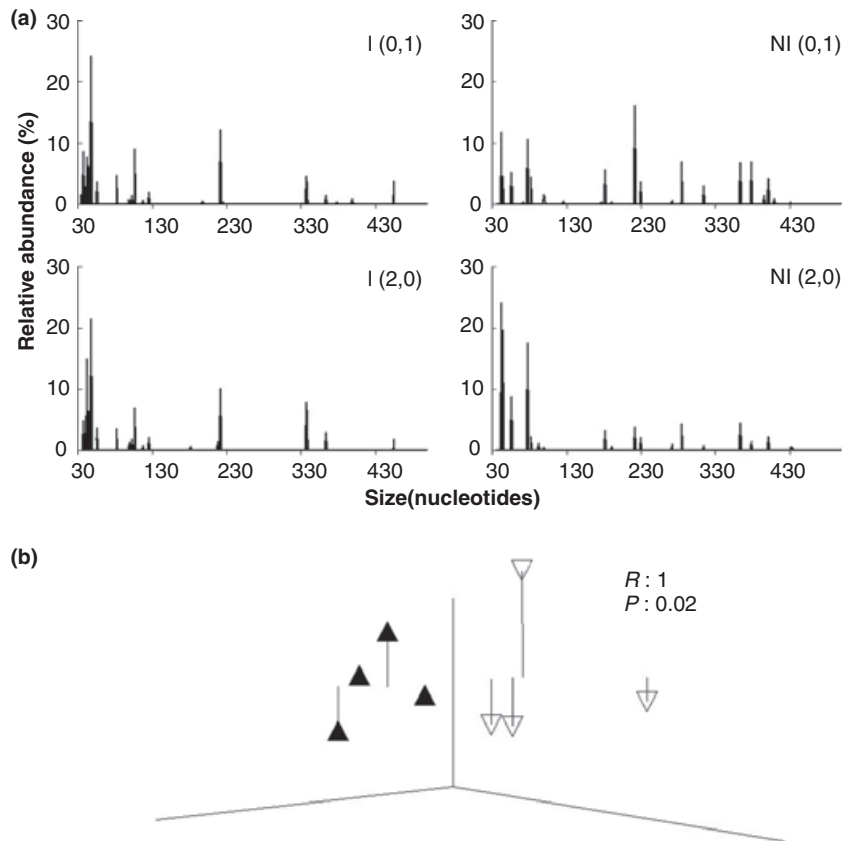 (a)
Relative abundance (%)
30
20
10
0
30 130 230 330 430
I (0,1)
30
20
10
0
30 130 230 330 430
NI (0,1)
30
20
10
0
30 130 230 330 430
I (2,0)
30
20
10
0
30 130 230 330 430
NI (2,0)
Size(nucleotides)
(b)
R : 1
P : 0.02